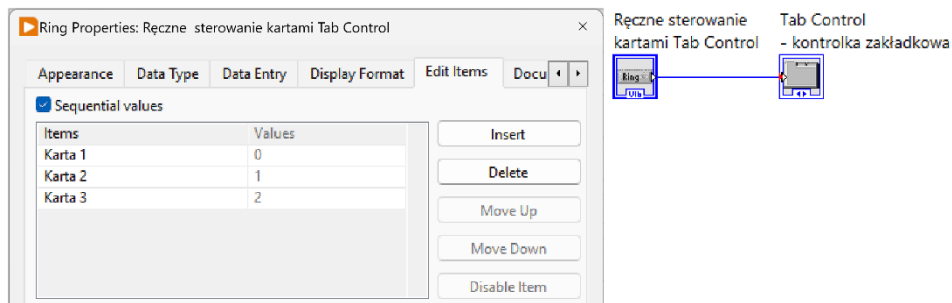 Ring Properties: Ręczne sterowanie kartami Tab Control
Appearance Data Type Data Entry Display Format Edit Items Docu
Sequential values
Items Values
Karta 1 0
Karta 2 1
Karta 3 2
Insert
Delete
Move Up
Move Down
Disable Item
Ręczne sterowanie
kartami Tab Control
Ring
U16
Tab Control
- kontrolka zakładkowa